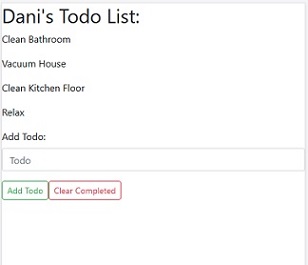 Dani's Todo List:
Clean Bathroom
Vacuum House
Clean Kitchen Floor
Relax
Add Todo:
Todo
Add Todo Clear Completed